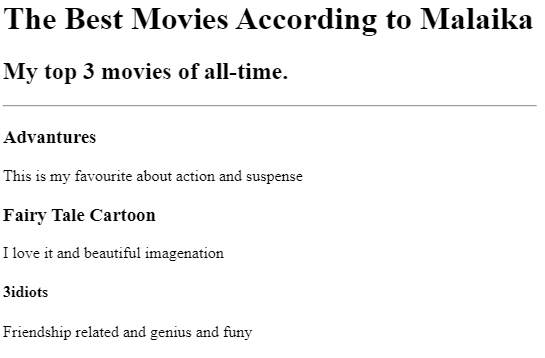 The Best Movies According to Malaika
My top 3 movies of all-time.
Advantures
This is my favourite about action and suspense
Fairy Tale Cartoon
I love it and beautiful imagenation
3idiots
Friendship related and genius and funy